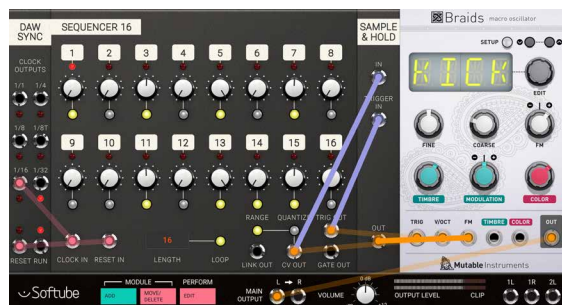 DAW
SYNC
CLOCK
OUTPUTS
1/1 1/4
1/8 1/8T
1/16 1/32
RESET RUN
SEQUENCER 16
1 2 3 4 5 6 7 8
9 10 11 12 13 14 15 16
RANGE QUANTIZE TRIG OUT
16
CLOCK IN RESET IN LENGTH LOOP LINK OUT CV OUT GATE OUT
SAMPLE
& HOLD
IN
TRIGGER
IN
OUT
Braids macro oscillator
SETUP
KICK
EDIT
FINE COARSE FM
TIMBRE MODULATION COLOR
TRIG V/OCT FM TIMBRE COLOR OUT
Mutable Instruments
Softube
MODULE PERFORM
ADD MOVE/
DELETE EDIT
MAIN
OUTPUT
L R
VOLUME
0 dB
OUTPUT LEVEL CLIP
1L 1R 2L